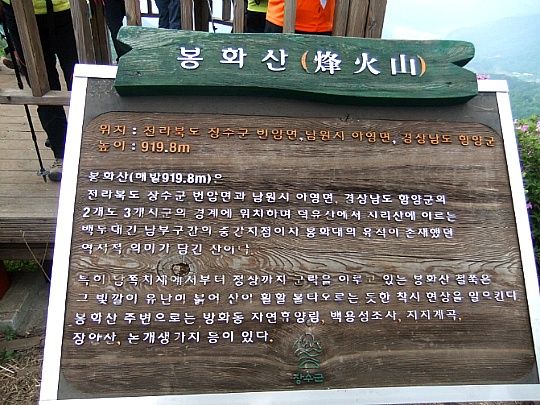 봉화산(烽火山)
위치 : 전라북도 장수군 번암면,남원시 아영면, 경상남도 함양군
높이 : 919.8m
봉화산(해발919.8m)은
전라북도 장수군 번암면과 남원시 아영면, 경상남도 함양군의
2개도 3개시군의 경계에 위치하며 덕유산에서 지리산에 이르는
백두대간 남부구간의 중간지점이자 봉화대의 유적이 존재했던
역사적 의미가 담긴 산이다
특히 남쪽치재에서부터 정상까지 군락을 이루고 있는 봉화산 철쭉은
그 빛깔이 유난히 붉어 산이 훨훨 불타오르는 듯한 착시 현상을 일으킨다
봉화산 주변으로는 방화동 자연휴양림, 백용성조사, 지지계곡,
장안산, 논개생가지 등이 있다.
장수군